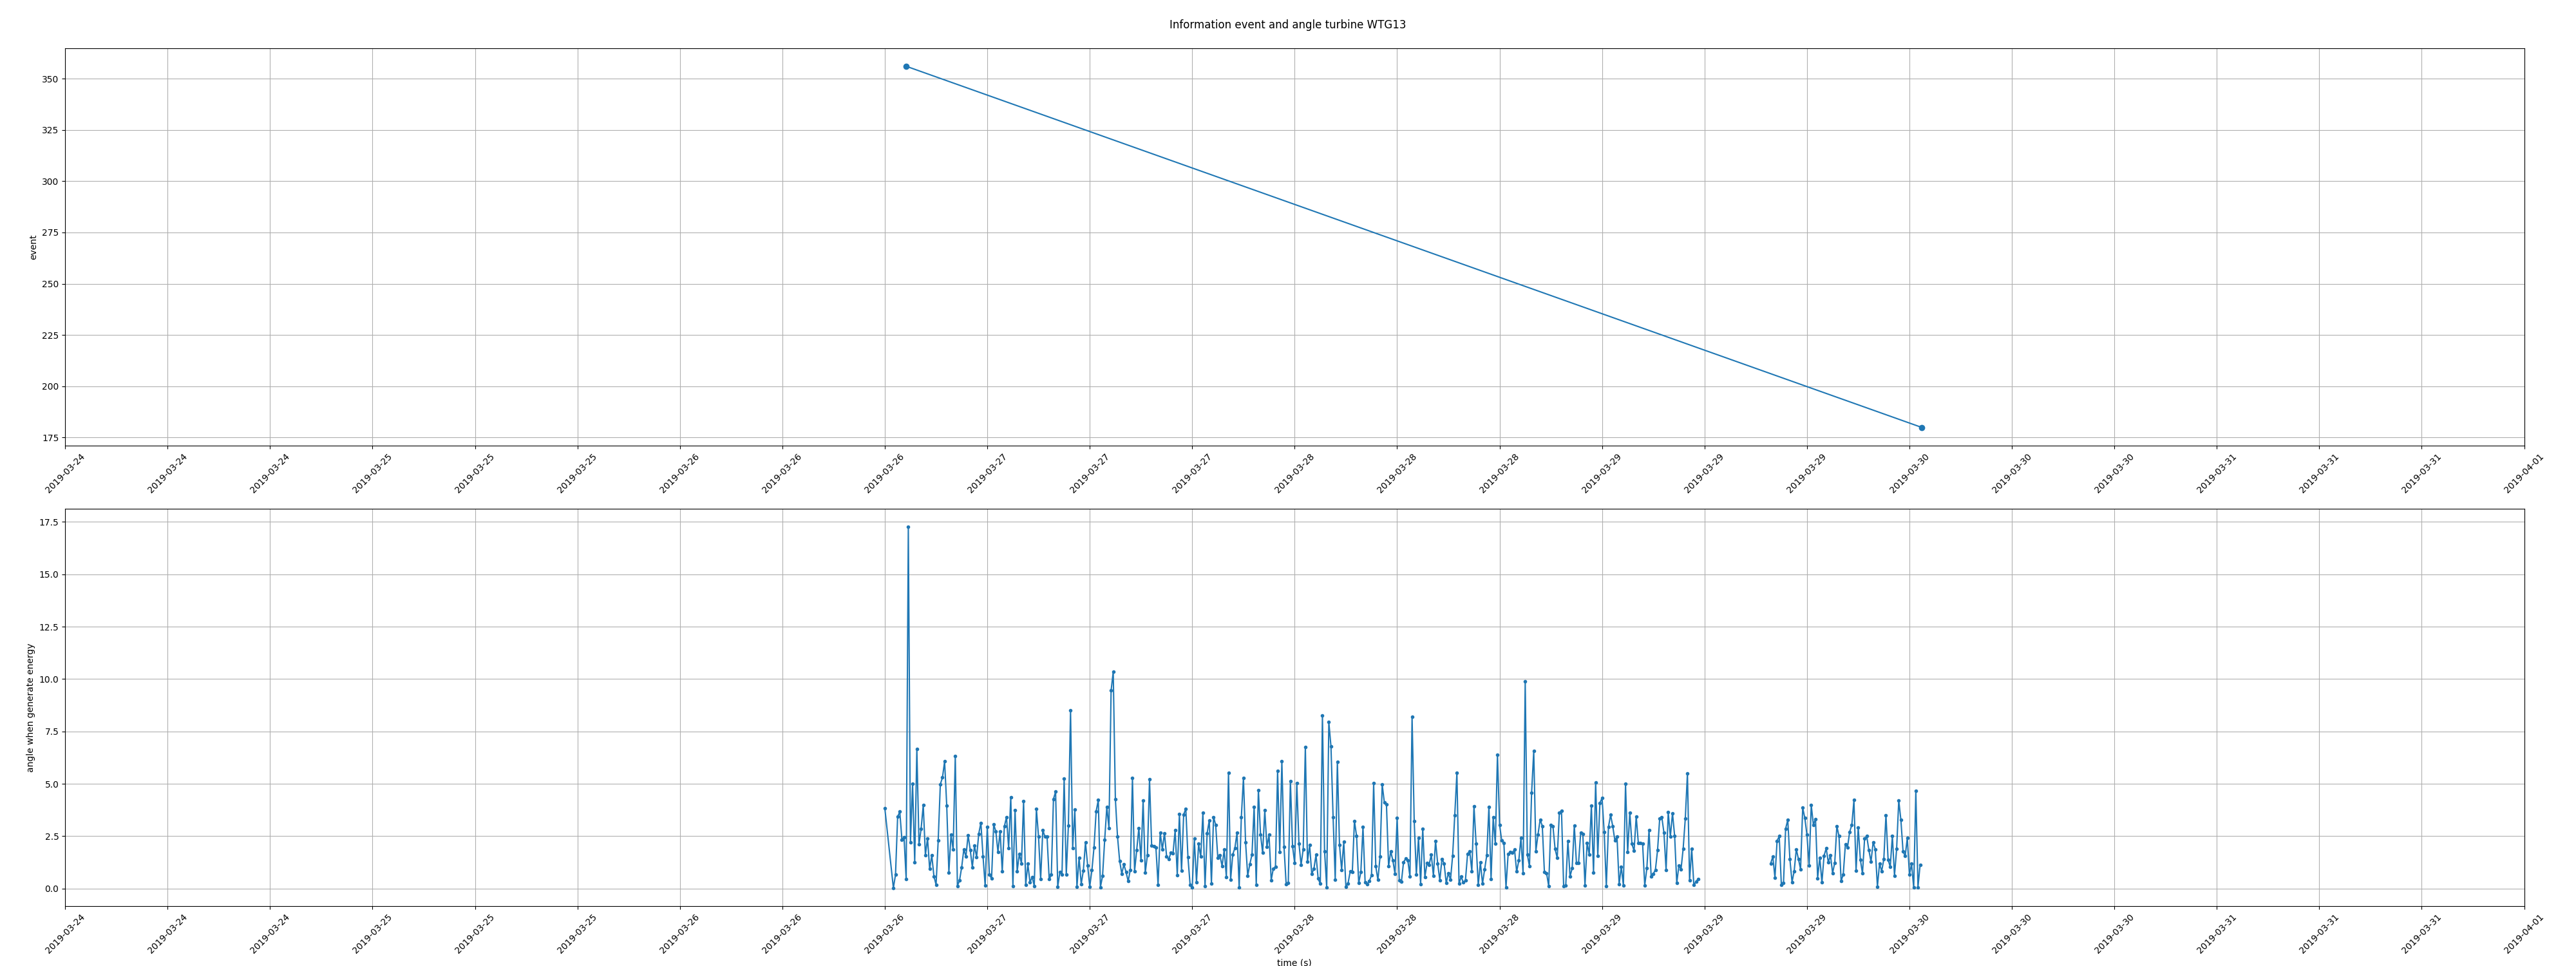 Information event and angle turbine WTG13
350
325
300
275
250
225
200
175
event
2019-03-24 2019-03-24 2019-03-24 2019-03-25 2019-03-25 2019-03-25 2019-03-26 2019-03-26 2019-03-26 2019-03-27 2019-03-27 2019-03-27 2019-03-28 2019-03-28 2019-03-28 2019-03-29 2019-03-29 2019-03-29 2019-03-30 2019-03-30 2019-03-30 2019-03-31 2019-03-31 2019-03-31 2019-04-01
17.5
15.0
12.5
10.0
7.5
5.0
2.5
0.0
angle when generate energy
2019-03-24 2019-03-24 2019-03-24 2019-03-25 2019-03-25 2019-03-25 2019-03-26 2019-03-26 2019-03-26 2019-03-27 2019-03-27 2019-03-27 2019-03-28 2019-03-28 2019-03-28 2019-03-29 2019-03-29 2019-03-29 2019-03-30 2019-03-30 2019-03-30 2019-03-31 2019-03-31 2019-03-31 2019-04-01
time (s)